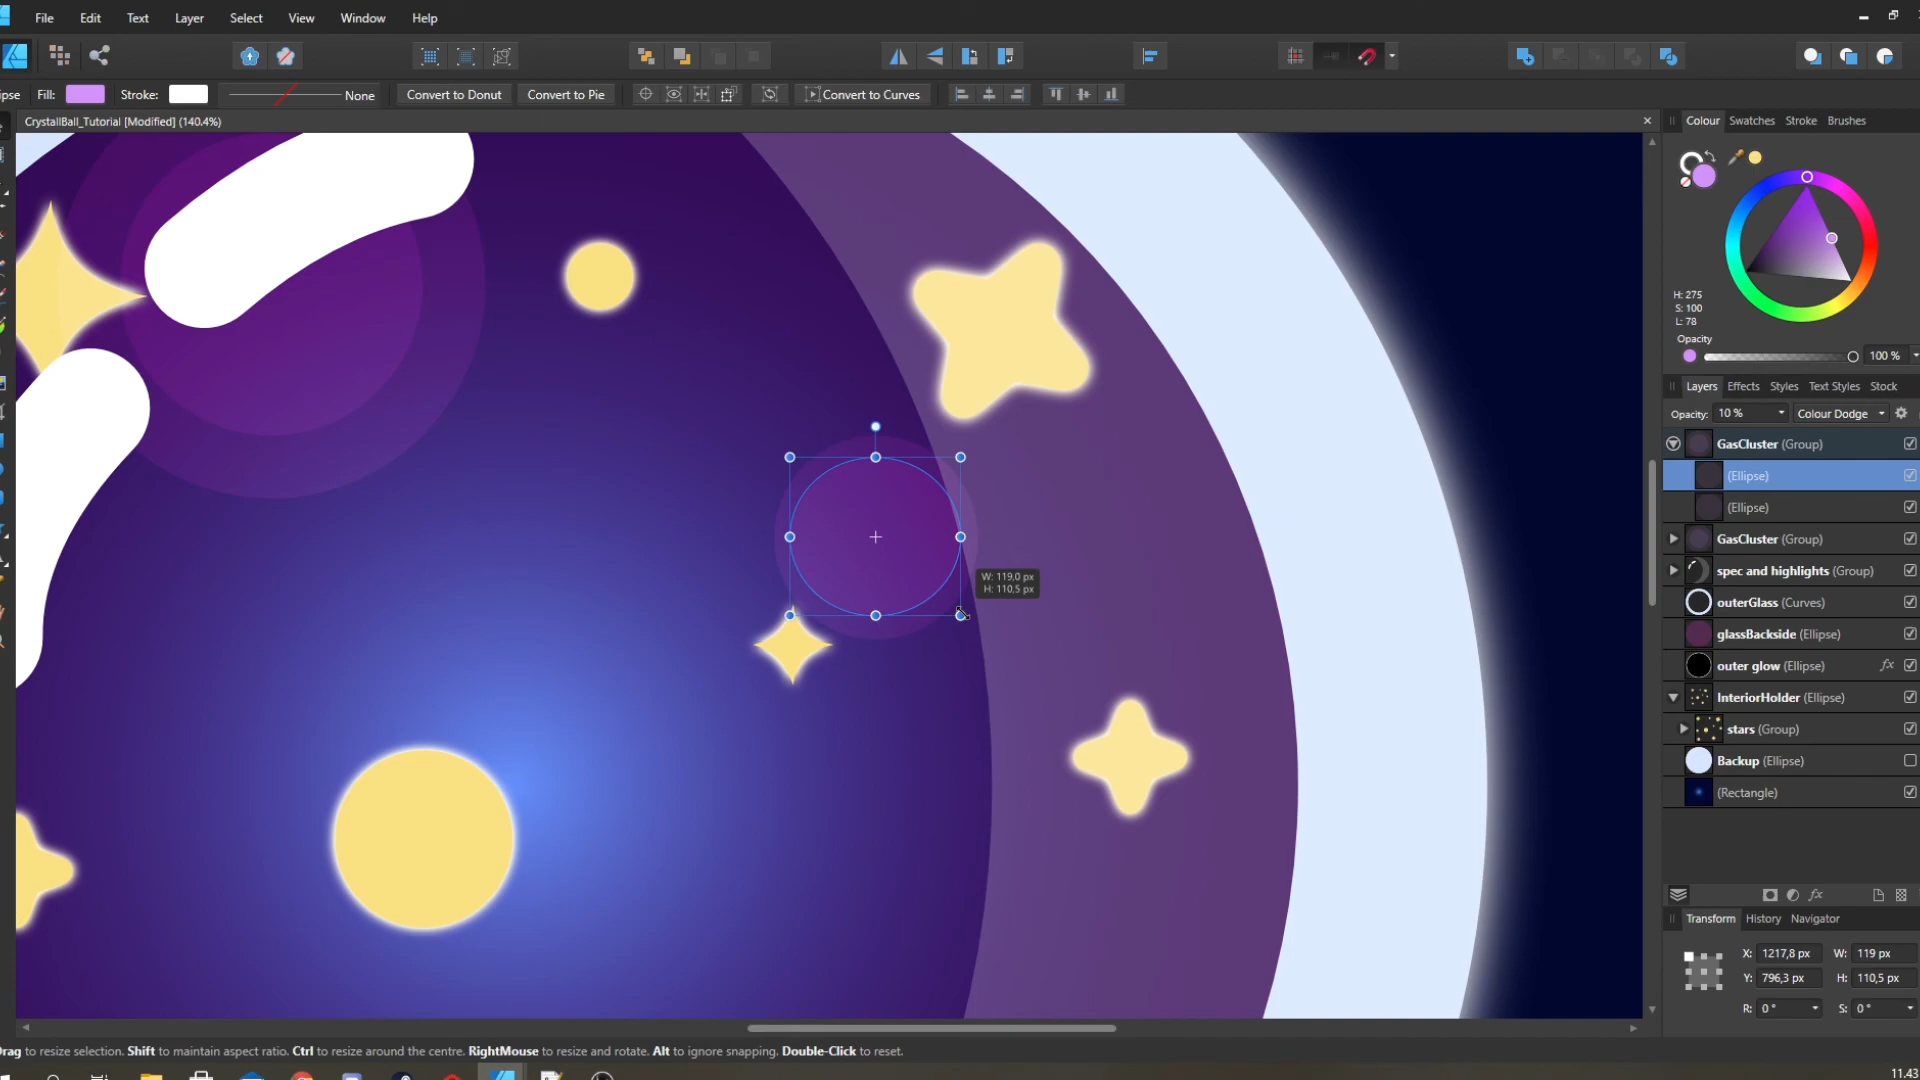 File Edit Text Layer Select View Window Help
Fill: Stroke: None Convert to Donut Convert to Pie Convert to Curves
CrystallBall_Tutorial [Modified] (140.4%)
Colour Swatches Stroke Brushes
H: 275
S: 100
L: 78
Opacity
100 %
Layers Effects Styles Text Styles Stock
Opacity: 10 % Colour Dodge
GasCluster (Group)
(Ellipse)
(Ellipse)
GasCluster (Group)
spec and highlights (Group)
outerGlass (Curves)
glassBackside (Ellipse)
outer glow (Ellipse) fx
InteriorHolder (Ellipse)
stars (Group)
Backup (Ellipse)
(Rectangle)
W: 119,0 px
H: 110,5 px
fx
Transform History Navigator
X: 1217,8 px W: 119 px
Y: 796,3 px H: 110,5 px
R: 0 ° S: 0 °
to resize selection. Shift to maintain aspect ratio. Ctrl to resize around the centre. RightMouse to resize and rotate. Alt to ignore snapping. Double-Click to reset.
11.43